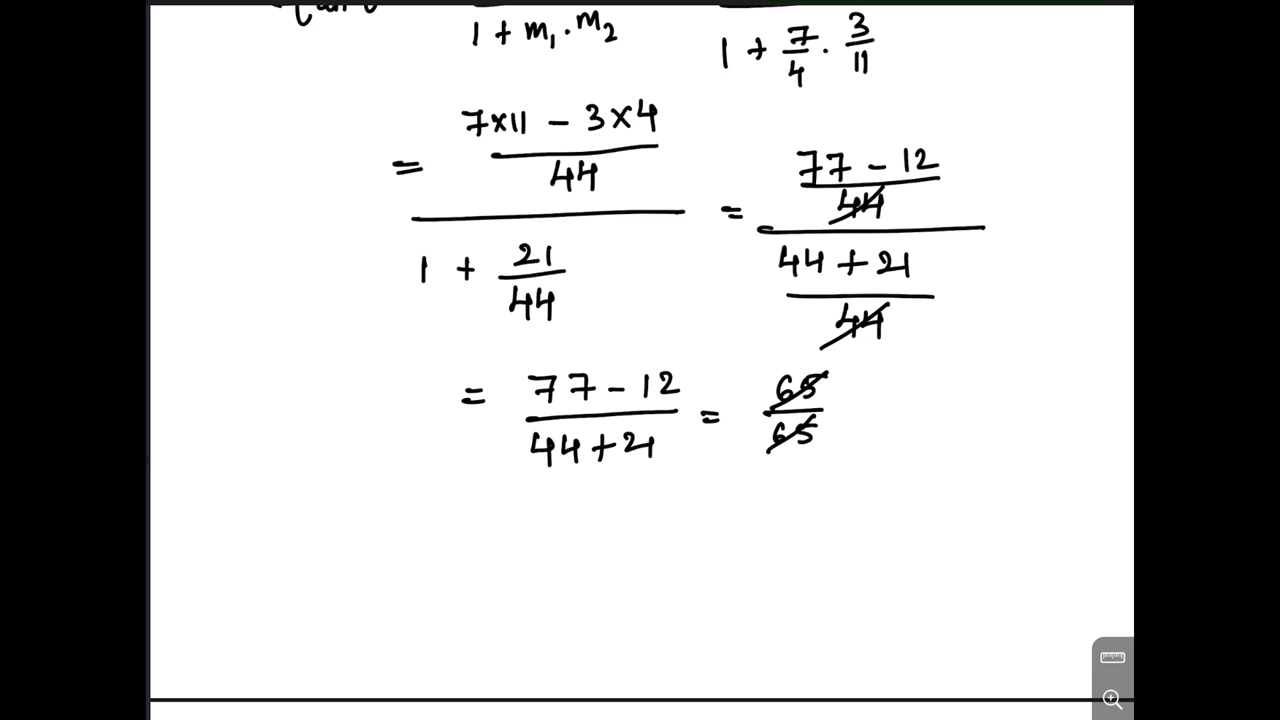 1 + m₁ · m₂    1 + 7/4 · 3/11
= ((7×11 − 3×4)/44) / (1 + 21/44) = ((77 − 12)/44) / ((44 + 21)/44)
= (77 − 12)/(44 + 21) = 65/65